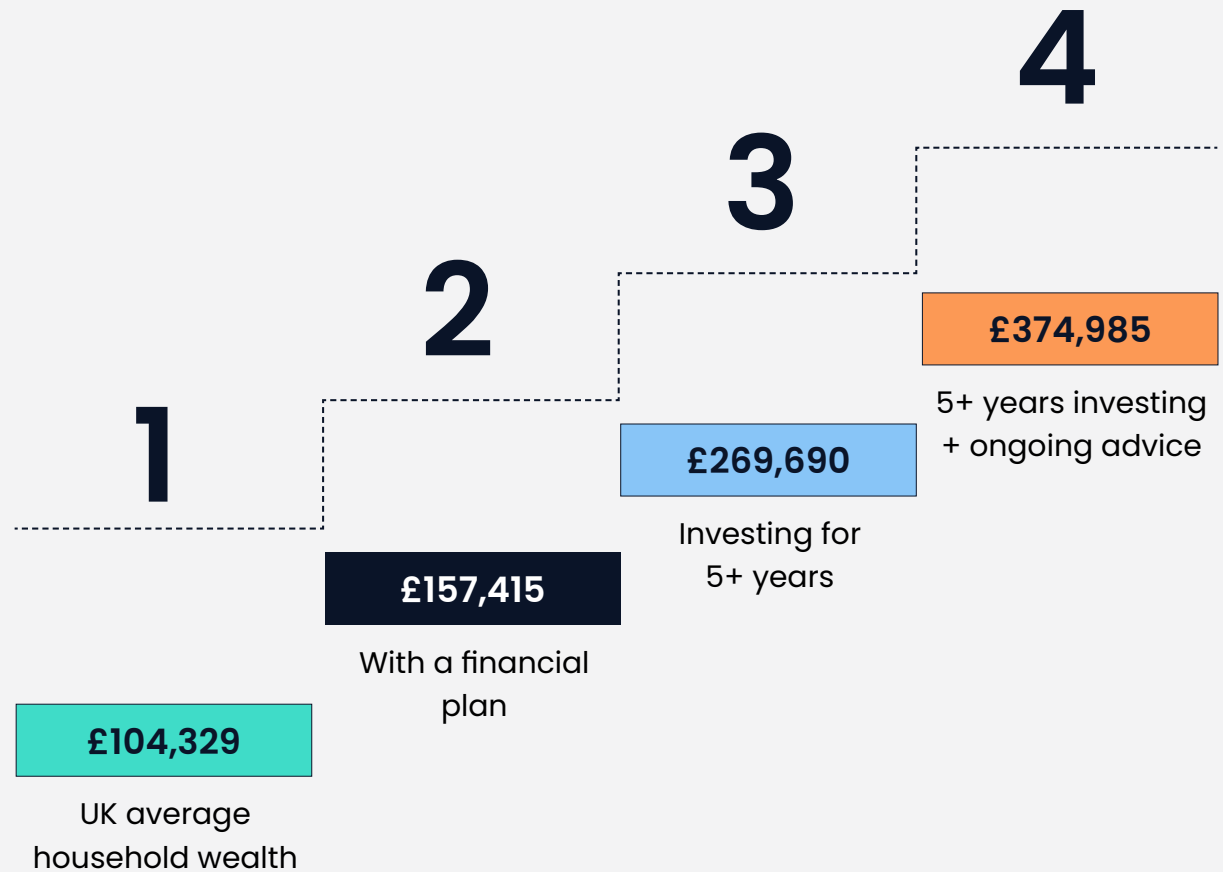 1
£104,329
UK average
household wealth
2
£157,415
With a financial
plan
3
£269,690
Investing for
5+ years
4
£374,985
5+ years investing
+ ongoing advice